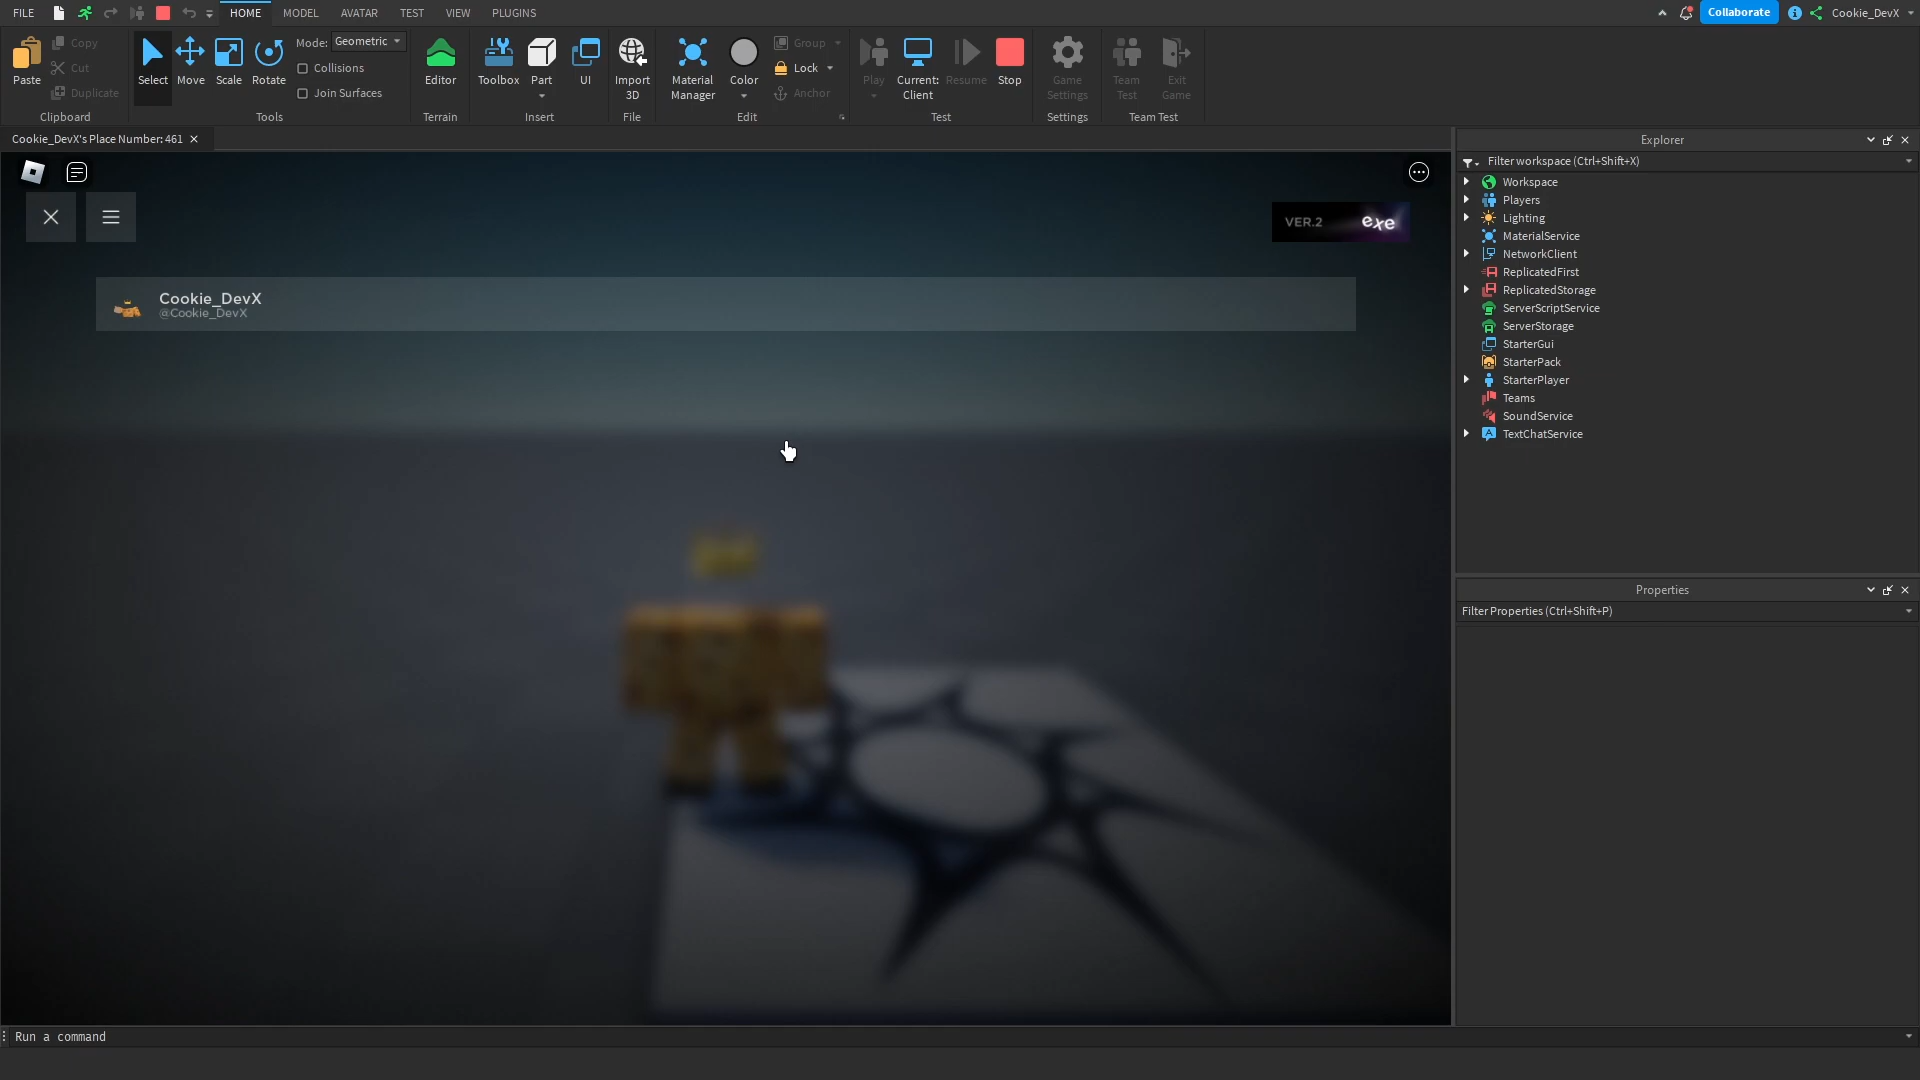 FILE
HOME
MODEL
AVATAR
TEST
VIEW
PLUGINS
Collaborate
Cookie_DevX
Paste
Copy
Cut
Duplicate
Clipboard
Select
Move
Scale
Rotate
Mode: Geometric
Collisions
Join Surfaces
Tools
Editor
Terrain
Toolbox
Part
UI
Insert
Import
3D
File
Material
Manager
Color
Group
Lock
Anchor
Edit
Play
Current:
Client
Resume
Stop
Test
Game
Settings
Settings
Team
Test
Exit
Game
Team Test
Cookie_DevX's Place Number: 461
VER.2
exe
Cookie_DevX
@Cookie_DevX
Explorer
Filter workspace (Ctrl+Shift+X)
Workspace
Players
Lighting
MaterialService
NetworkClient
ReplicatedFirst
ReplicatedStorage
ServerScriptService
ServerStorage
StarterGui
StarterPack
StarterPlayer
Teams
SoundService
TextChatService
Properties
Filter Properties (Ctrl+Shift+P)
Run a command